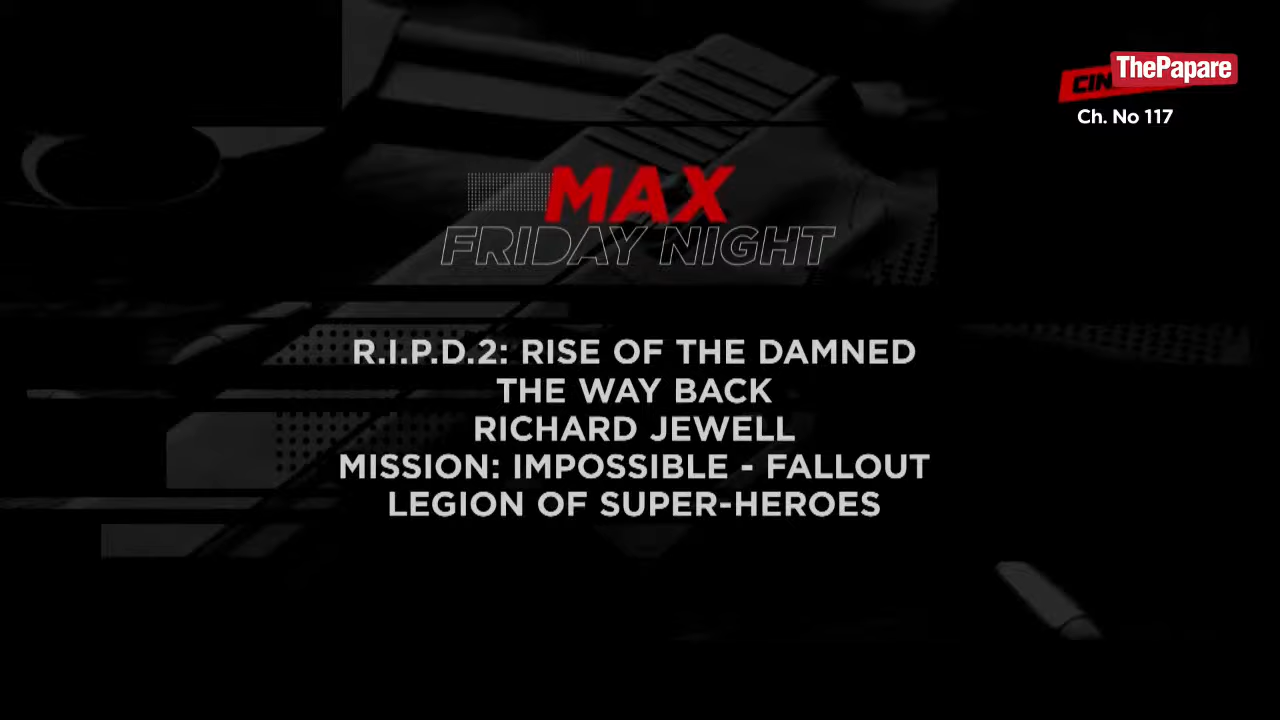 CIN
ThePapare
Ch. No 117
MAX
FRIDAY NIGHT
R.I.P.D.2: RISE OF THE DAMNED
THE WAY BACK
RICHARD JEWELL
MISSION: IMPOSSIBLE - FALLOUT
LEGION OF SUPER-HEROES